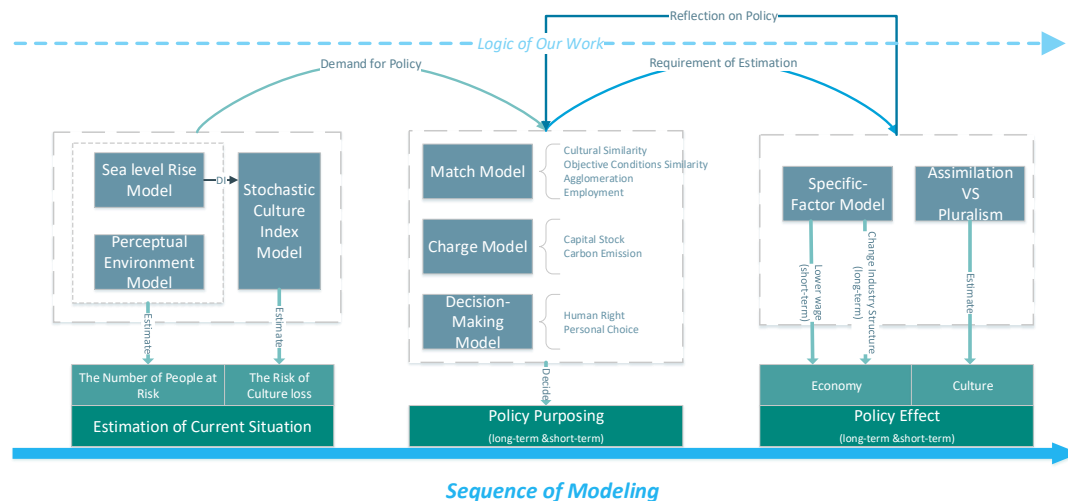 Reflection on Policy
Logic of Our Work
Demand for Policy
Requirement of Estimation
Sea level Rise
Model
DI
Stochastic
Culture
Index
Model
Perceptual
Environment
Model
Estimate
Estimate
The Number of People at
Risk
The Risk of
Culture loss
Estimation of Current Situation
Match Model
Cultural Similarity
Objective Conditions Similarity
Agglomeration
Employment
Charge Model
Capital Stock
Carbon Emission
Decision-
Making
Model
Human Right
Personal Choice
Decide
Policy Purposing
(long-term &short-term)
Specific-
Factor Model
Assimilation
VS
Pluralism
Lower wage
(short-term)
Change Industry Structure
(long-term)
Estimate
Economy
Culture
Policy Effect
(long-term &short-term)
Sequence of Modeling